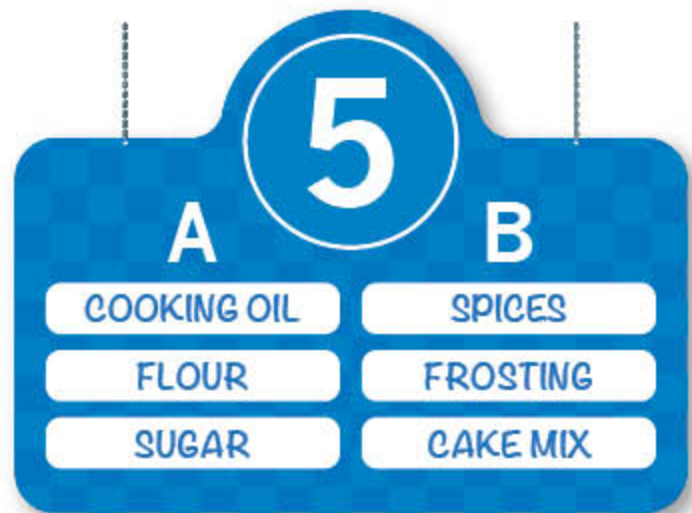 5
A B
COOKING OIL SPICES
FLOUR FROSTING
SUGAR CAKE MIX